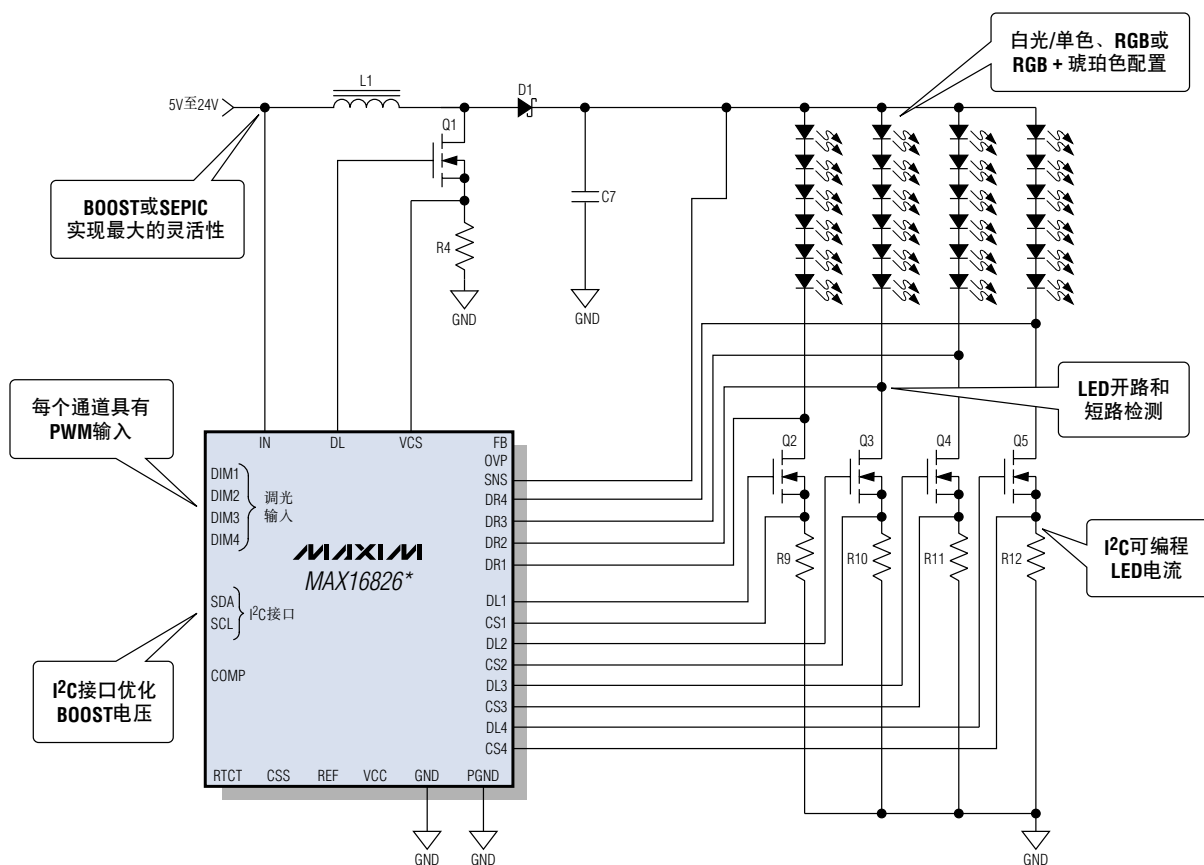 白光/单色、RGB或
RGB + 琥珀色配置
5V至24V
L1
D1
Q1
C7
R4
GND
GND
BOOST或SEPIC
实现最大的灵活性
每个通道具有
PWM输入
LED开路和
短路检测
IN
DL
VCS
FB
OVP
SNS
DR4
DR3
DR2
DR1
DL1
CS1
DL2
CS2
DL3
CS3
DL4
CS4
DIM1
DIM2
DIM3
DIM4
调光
输入
MAXIM
MAX16826*
SDA
SCL
I²C接口
COMP
RTCT
CSS
REF
VCC
GND
PGND
Q2
Q3
Q4
Q5
R9
R10
R11
R12
I²C可编程
LED电流
I²C接口优化
BOOST电压
GND
GND
GND